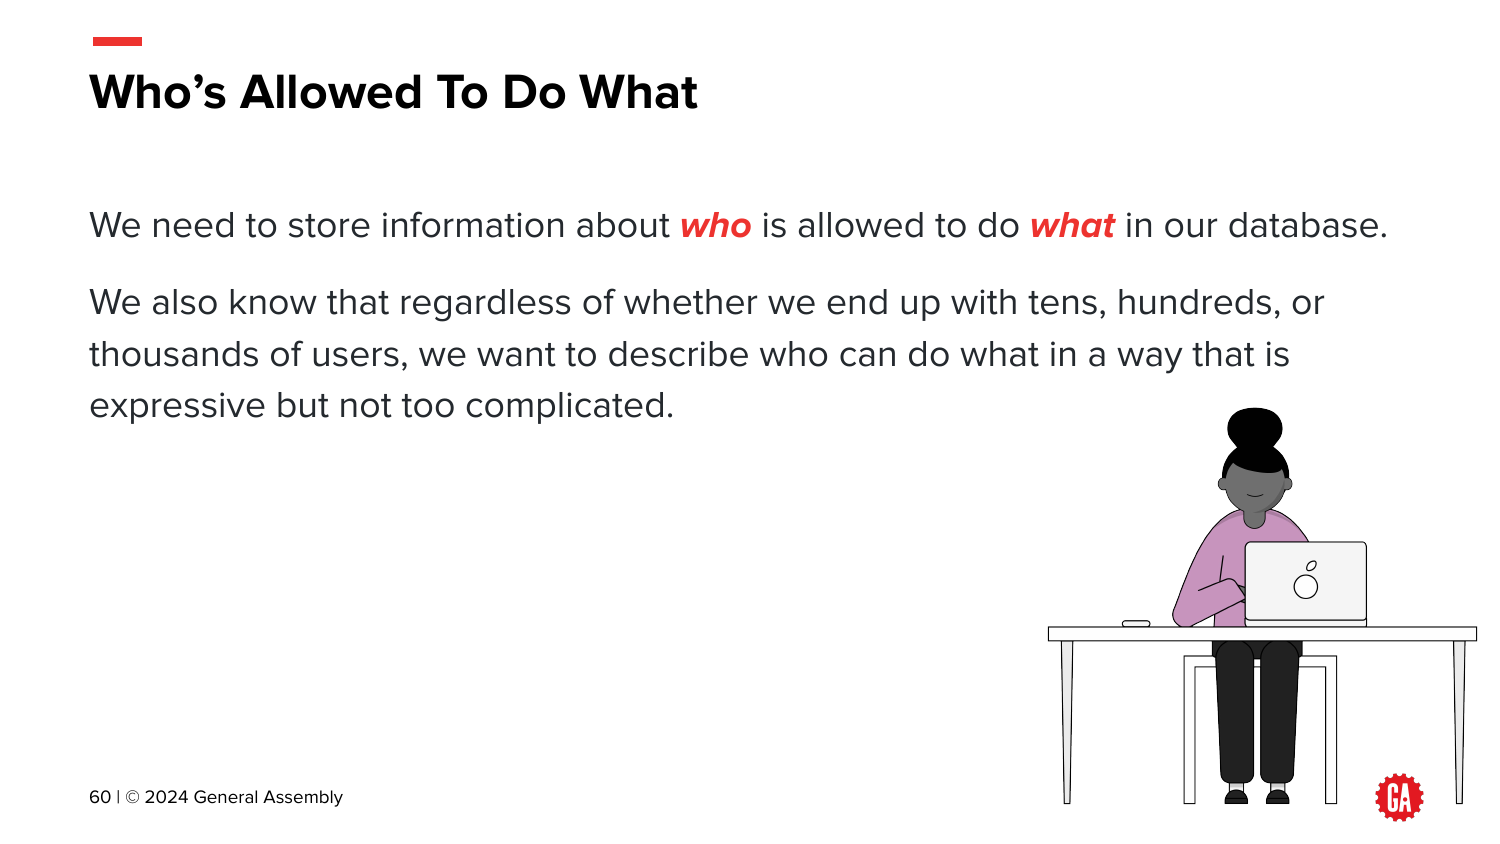 Who’s Allowed To Do What
We need to store information about who is allowed to do what in our database.
We also know that regardless of whether we end up with tens, hundreds, or
thousands of users, we want to describe who can do what in a way that is
expressive but not too complicated.
60 | © 2024 General Assembly
GA